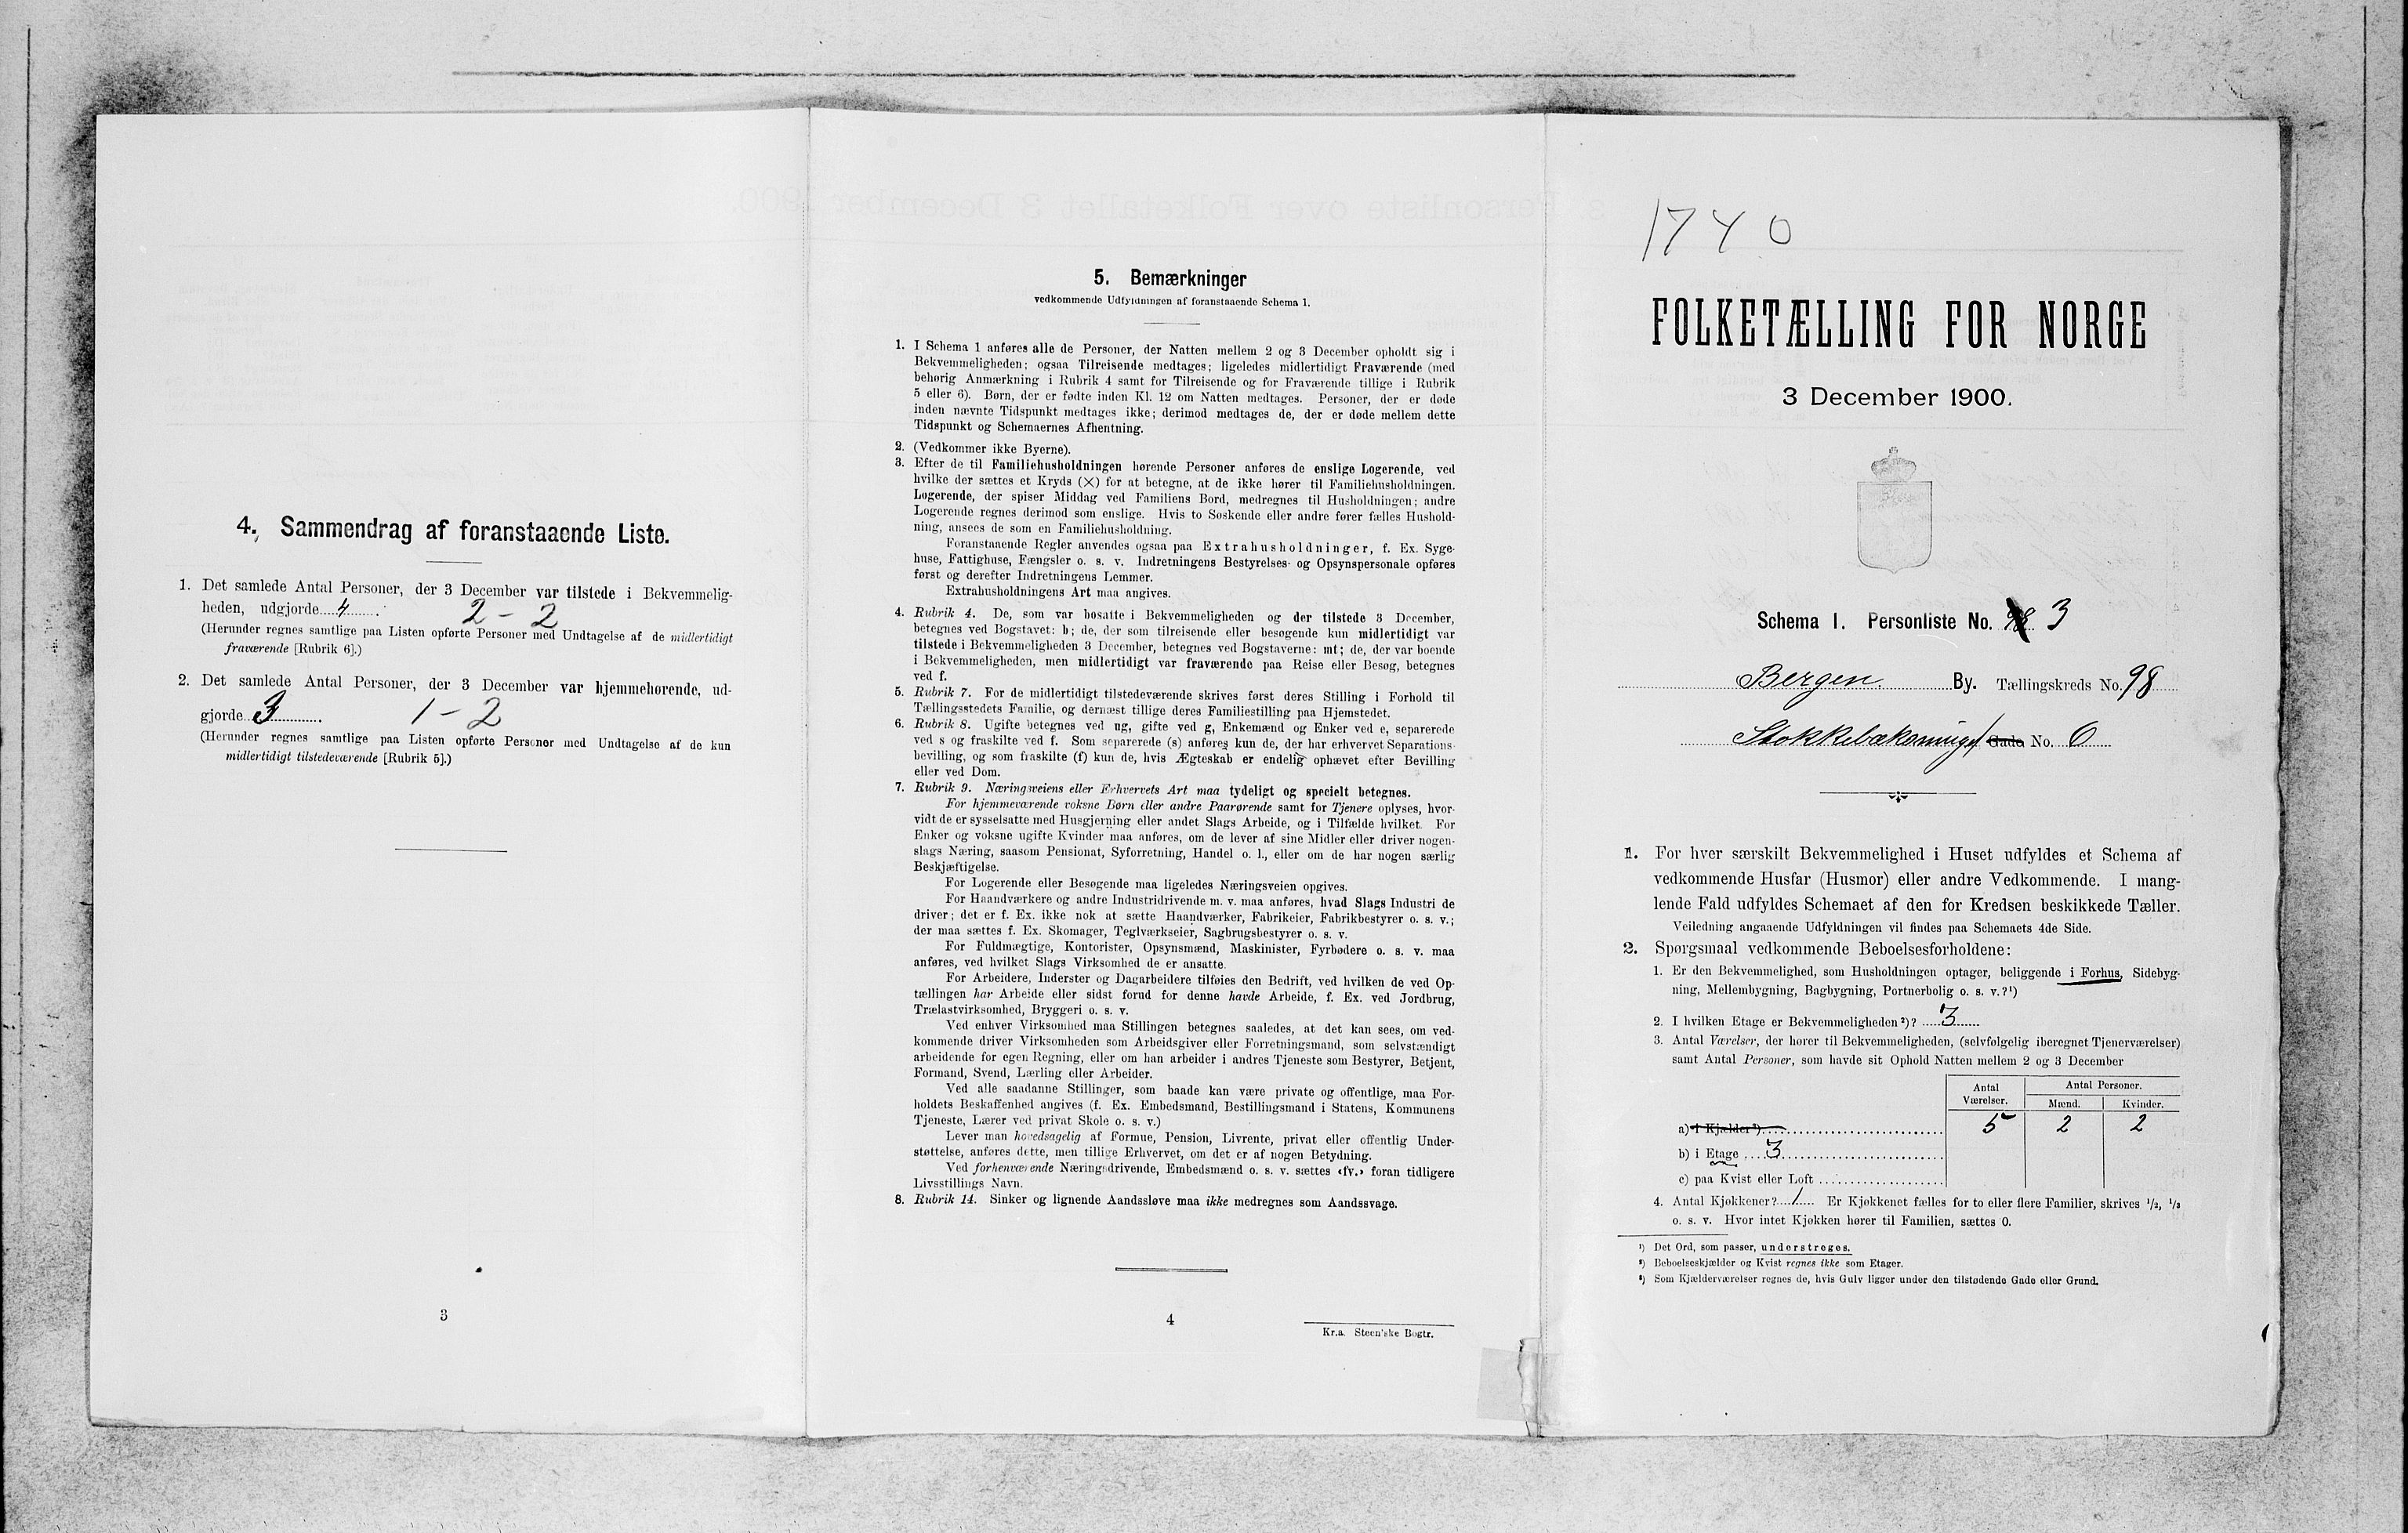 4. Sammendrag af foranstaaende Liste.
1. Det samlede Antal Personer, der 3 December var tilstede i Bekvemmelig-
heden, udgjorde 4 2 - 2
(Herunder regnes samtlige paa Listen opførte Personer med Undtagelse af de midlertidigt
fraværende [Rubrik 6].)
2. Det samlede Antal Personer, der 3 December var hjemmehørende, ud-
gjorde 3 1 - 2
(Herunder regnes samtlige paa Listen opførte Personer med Undtagelse af de kun
midlertidigt tilstedeværende [Rubrik 5].)
3
5. Bemærkninger
vedkommende Udfyldningen af foranstaaende Schema 1.
1. I Schema 1 anføres alle de Personer, der Natten mellem 2 og 3 December opholdt sig i
Bekvemmeligheden; ogsaa Tilreisende medtages; ligeledes midlertidigt Fraværende (med
behørig Anmærkning i Rubrik 4 samt for Tilreisende og for Fraværende tillige i Rubrik
5 eller 6). Børn, der er fødte inden Kl. 12 om Natten medtages. Personer, der er døde
inden nævnte Tidspunkt medtages ikke; derimod medtages de, der er døde mellem dette
Tidspunkt og Schemaernes Afhentning.
2. (Vedkommer ikke Byerne).
3. Efter de til Familiehusholdningen hørende Personer anføres de enslige Logerende, ved
hvilke der sættes et Kryds (×) for at betegne, at de ikke hører til Familiehusholdningen.
Logerende, der spiser Middag ved Familiens Bord, medregnes til Husholdningen; andre
Logerende regnes derimod som enslige. Hvis to Søskende eller andre fører fælles Hushold-
ning, ansees de som en Familiehusholdning.
Foranstaaende Regler anvendes ogsaa paa Extrahusholdninger, f. Ex. Syge-
huse, Fattighuse, Fængsler o. s. v. Indretningens Bestyrelses- og Opsynspersonale opføres
først og derefter Indretningens Lemmer.
Extrahusholdningens Art maa angives.
4. Rubrik 4. De, som var bosatte i Bekvemmeligheden og der tilstede 3 December,
betegnes ved Bogstavet: b; de, der som tilreisende eller besøgende kun midlertidigt var
tilstede i Bekvemmeligheden 3 December, betegnes ved Bogstaverne: mt; de, der var boende
i Bekvemmeligheden, men midlertidigt var fraværende paa Reise eller Besøg, betegnes
ved f.
5. Rubrik 7. For de midlertidigt tilstedeværende skrives først deres Stilling i Forhold til
Tællingsstedets Familie, og dernæst tillige deres Familiestilling paa Hjemstedet.
6. Rubrik 8. Ugifte betegnes ved ug, gifte ved g, Enkemænd og Enker ved e, separerede
ved s og fraskilte ved f. Som separerede (s) anføres kun de, der har erhvervet Separations-
bevilling, og som fraskilte (f) kun de, hvis Ægteskab er endelig ophævet efter Bevilling
eller ved Dom.
7. Rubrik 9. Næringsveiens eller Erhvervets Art maa tydeligt og specielt betegnes.
For hjemmeværende voksne Børn eller andre Paarørende samt for Tjenere oplyses, hvor-
vidt de er sysselsatte med Husgjerning eller andet Slags Arbeide, og i Tilfælde hvilket. For
Enker og voksne ugifte Kvinder maa anføres, om de lever af sine Midler eller driver nogen-
slags Næring, saasom Pensionat, Syforretning, Handel o. l., eller om de har nogen særlig
Beskjæftigelse.
For Logerende eller Besøgende maa ligeledes Næringsveien opgives.
For Haandværkere og andre Industridrivende m. v. maa anføres, hvad Slags Industri de
driver; det er f. Ex. ikke nok at sætte Haandværker, Fabrikeier, Fabrikbestyrer o. s. v.;
der maa sættes f. Ex. Skomager, Teglværkseier, Sagbrugsbestyrer o. s. v.
For Fuldmægtige, Kontorister, Opsynsmænd, Maskinister, Fyrbødere o. s. v. maa
anføres, ved hvilket Slags Virksomhed de er ansatte.
For Arbeidere, Inderster og Dagarbeidere tilføies den Bedrift, ved hvilken de ved Op-
tællingen har Arbeide eller sidst forud for denne havde Arbeide, f. Ex. ved Jordbrug,
Trælastvirksomhed, Bryggeri o. s. v.
Ved enhver Virksomhed maa Stillingen betegnes saaledes, at det kan sees, om ved-
kommende driver Virksomheden som Arbeidsgiver eller Forretningsmand, som selvstændigt
arbeidende for egen Regning, eller om han arbeider i andres Tjeneste som Bestyrer, Betjent,
Formand, Svend, Lærling eller Arbeider.
Ved alle saadanne Stillinger, som baade kan være private og offentlige, maa For-
holdets Beskaffenhed angives (f. Ex. Embedsmand, Bestillingsmand i Statens, Kommunens
Tjeneste, Lærer ved privat Skole o. s. v.)
Lever man hovedsagelig af Formue, Pension, Livrente, privat eller offentlig Under-
støttelse, anføres dette, men tillige Erhvervet, om det er af nogen Betydning.
Ved forhenværende Næringsdrivende, Embedsmænd o. s. v. sættes «fv.» foran tidligere
Livsstillings Navn.
8. Rubrik 14. Sinker og lignende Aandssløve maa ikke medregnes som Aandssvage.
4
Kr.a. Steen'ske Bogtr.
1740
FOLKETÆLLING FOR NORGE
3 December 1900.
Schema 1. Personliste No. 98 3
Bergen By. Tællingskreds No. 98
Gade No. 6
1. For hver særskilt Bekvemmelighed i Huset udfyldes et Schema af
vedkommende Husfar (Husmor) eller andre Vedkommende. I mang-
lende Fald udfyldes Schemaet af den for Kredsen beskikkede Tæller.
Veiledning angaaende Udfyldningen vil findes paa Schemaets 4de Side.
2. Spørgsmaal vedkommende Beboelsesforholdene:
1. Er den Bekvemmelighed, som Husholdningen optager, beliggende i Forhus, Sidebyg-
ning, Mellembygning, Bagbygning, Portnerbolig o. s. v.?¹)
2. I hvilken Etage er Bekvemmeligheden²)? 3
3. Antal Værelser, der hører til Bekvemmeligheden, (selvfølgelig iberegnet Tjenerværelser)
samt Antal Personer, som havde sit Ophold Natten mellem 2 og 3 December
Antal Værelser. Antal Personer.
Mænd. Kvinder.
a) i Kjælder³) 5 2 2
b) i Etage 3
c) paa Kvist eller Loft
4. Antal Kjøkkener? 1 Er Kjøkkenet fælles for to eller flere Familier, skrives 1/2, 1/3
o. s. v. Hvor intet Kjøkken hører til Familien, sættes 0.
¹) Det Ord, som passer, understreges.
²) Beboelseskjælder og Kvist regnes ikke som Etager.
³) Som Kjælderværelser regnes de, hvis Gulv ligger under den tilstødende Gade eller Grund.